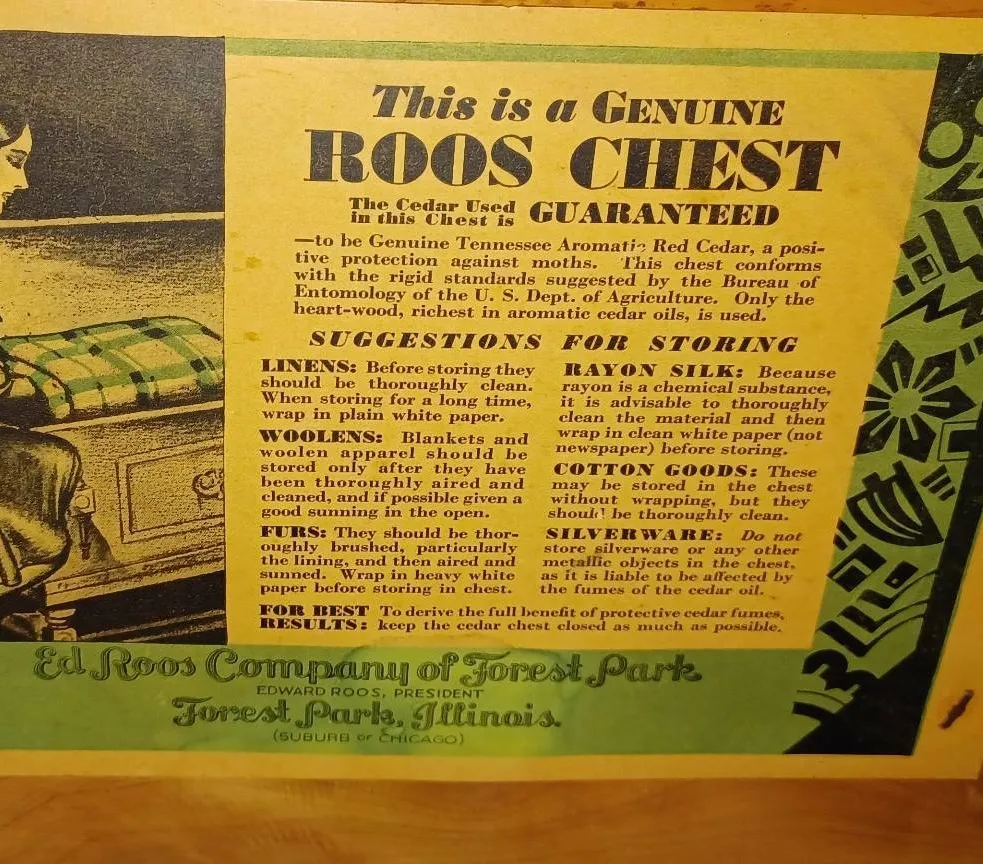 This is a GENUINE
ROOS CHEST
The Cedar Used
in this Chest is GUARANTEED
—to be Genuine Tennessee Aromatic Red Cedar, a posi-
tive protection against moths. This chest conforms
with the rigid standards suggested by the Bureau of
Entomology of the U. S. Dept. of Agriculture. Only the
heart-wood, richest in aromatic cedar oils, is used.
SUGGESTIONS FOR STORING
LINENS: Before storing they
should be thoroughly clean.
When storing for a long time,
wrap in plain white paper.
WOOLENS: Blankets and
woolen apparel should be
stored only after they have
been thoroughly aired and
cleaned, and if possible given a
good sunning in the open.
FURS: They should be thor-
oughly brushed, particularly
the lining, and then aired and
sunned. Wrap in heavy white
paper before storing in chest.
RAYON SILK: Because
rayon is a chemical substance,
it is advisable to thoroughly
clean the material and then
wrap in clean white paper (not
newspaper) before storing.
COTTON GOODS: These
may be stored in the chest
without wrapping, but they
should be thoroughly clean.
SILVERWARE: Do not
store silverware or any other
metallic objects in the chest,
as it is liable to be affected by
the fumes of the cedar oil.
FOR BEST RESULTS: To derive the full benefit of protective cedar fumes,
keep the cedar chest closed as much as possible.
Ed Roos Company of Forest Park
EDWARD ROOS, PRESIDENT
Forest Park, Illinois.
(SUBURB OF CHICAGO)